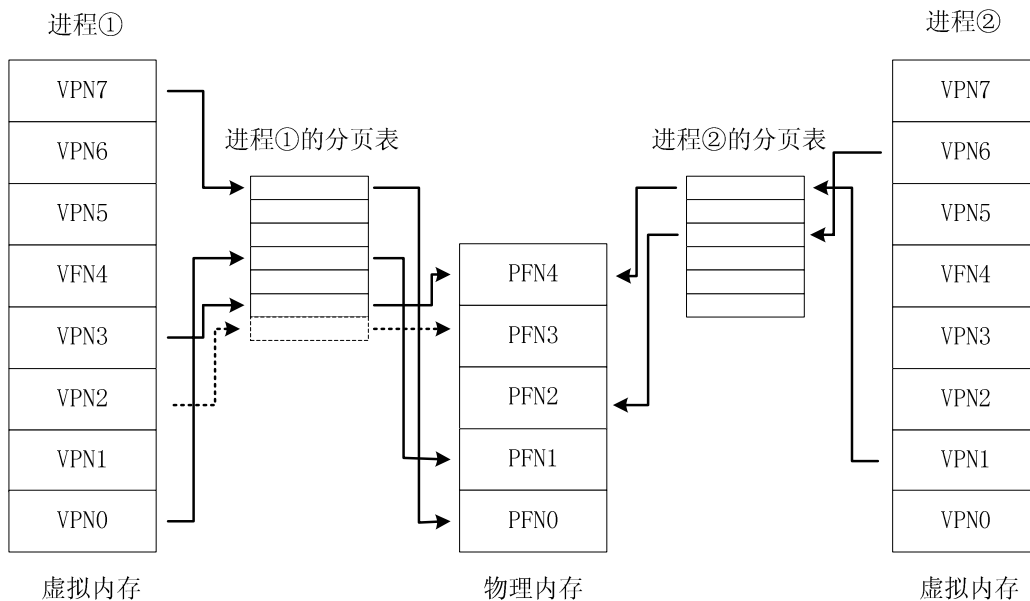 进程①
进程②
VPN7
VPN6
VPN5
VFN4
VPN3
VPN2
VPN1
VPN0
虚拟内存
进程①的分页表
PFN4
PFN3
PFN2
PFN1
PFN0
物理内存
进程②的分页表
VPN7
VPN6
VPN5
VFN4
VPN3
VPN2
VPN1
VPN0
虚拟内存